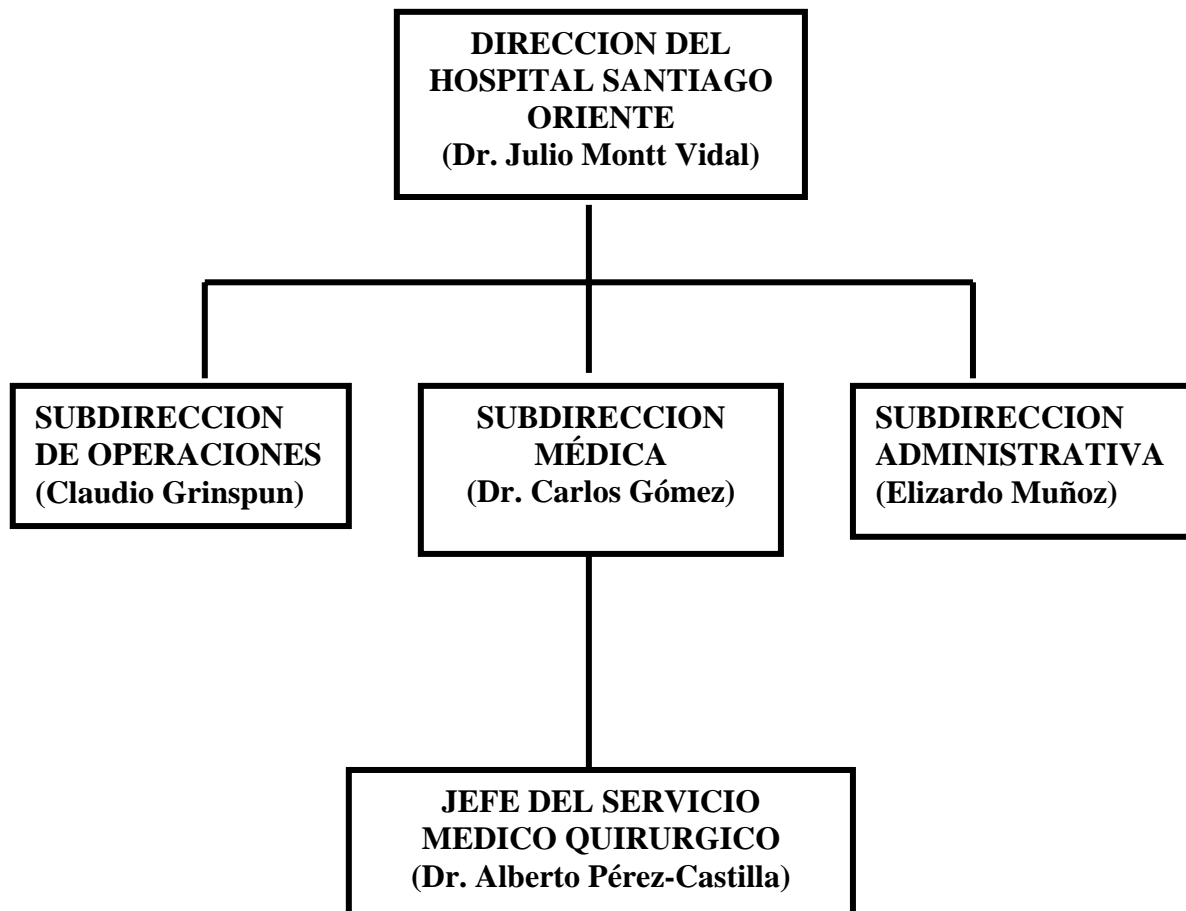 DIRECCION DEL
HOSPITAL SANTIAGO
ORIENTE
(Dr. Julio Montt Vidal)
SUBDIRECCION
DE OPERACIONES
(Claudio Grinspun)
SUBDIRECCION
MÉDICA
(Dr. Carlos Gómez)
SUBDIRECCION
ADMINISTRATIVA
(Elizardo Muñoz)
JEFE DEL SERVICIO
MEDICO QUIRURGICO
(Dr. Alberto Pérez-Castilla)